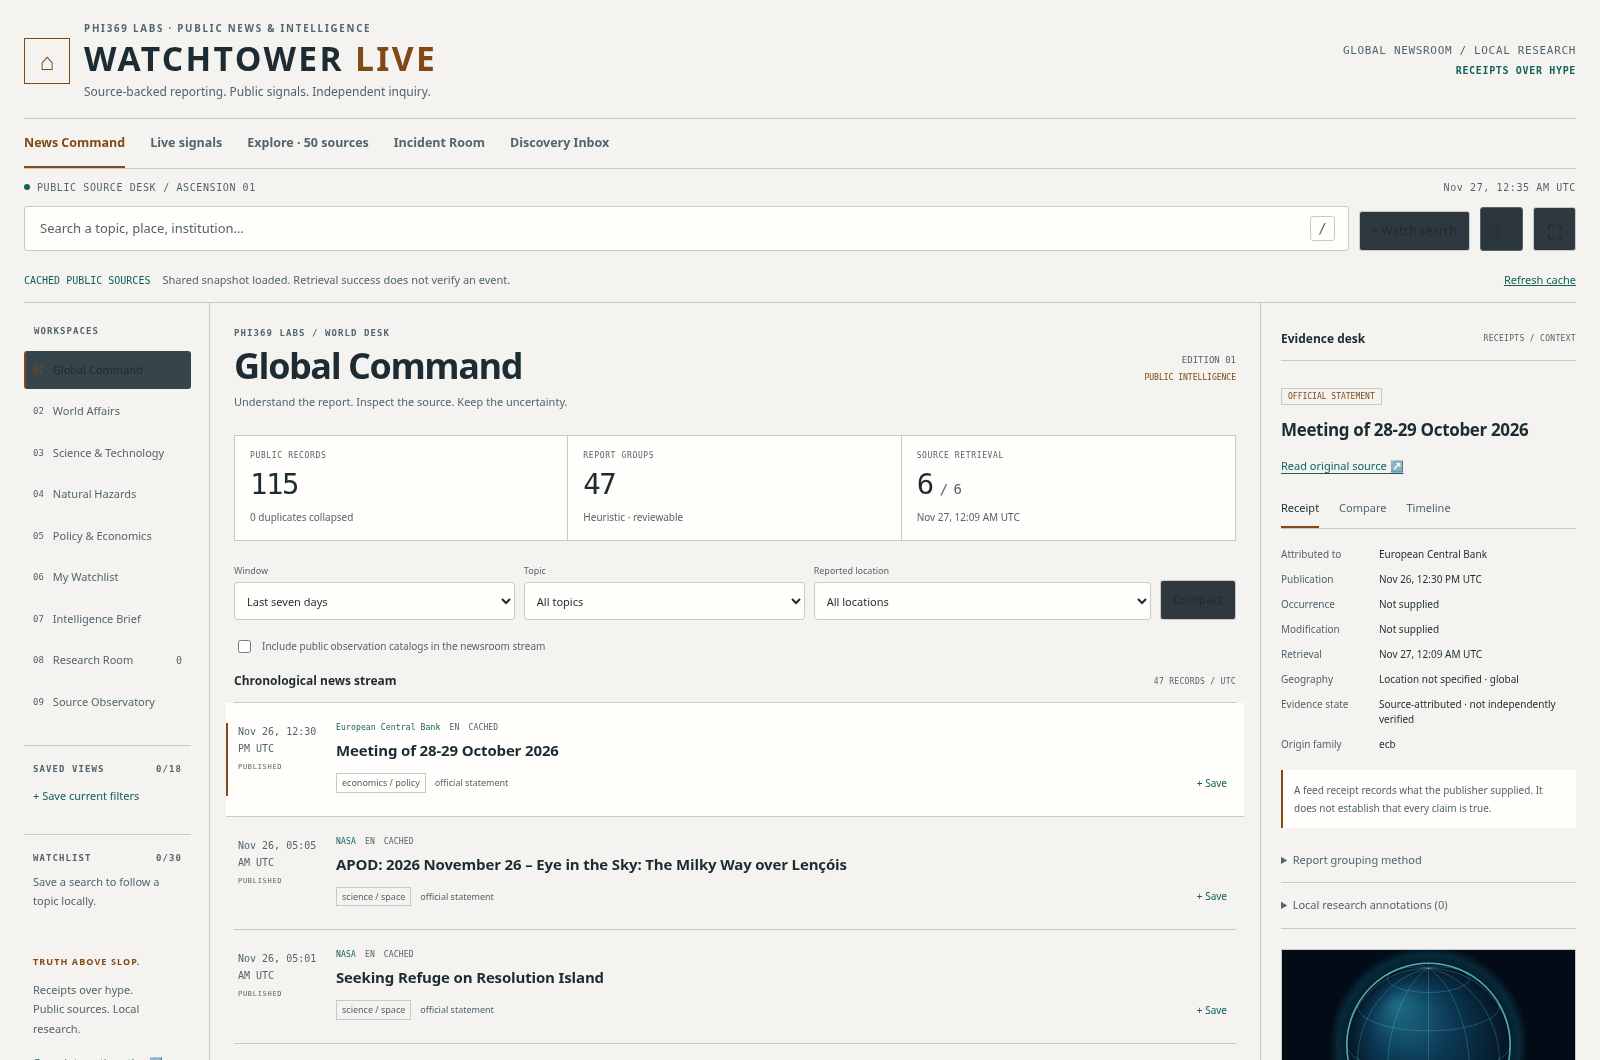 PHI369 LABS · PUBLIC NEWS & INTELLIGENCE
WATCHTOWER LIVE
Source-backed reporting. Public signals. Independent inquiry.
GLOBAL NEWSROOM / LOCAL RESEARCH
RECEIPTS OVER HYPE
News Command
Live signals
Explore · 50 sources
Incident Room
Discovery Inbox
PUBLIC SOURCE DESK / ASCENSION 01
Nov 27, 12:35 AM UTC
Search a topic, place, institution...
/
+ Watch search
CACHED PUBLIC SOURCES Shared snapshot loaded. Retrieval success does not verify an event.
Refresh cache
WORKSPACES
01 Global Command
02 World Affairs
03 Science & Technology
04 Natural Hazards
05 Policy & Economics
06 My Watchlist
07 Intelligence Brief
08 Research Room 0
09 Source Observatory
SAVED VIEWS 0/18
+ Save current filters
WATCHLIST 0/30
Save a search to follow a
topic locally.
TRUTH ABOVE SLOP.
Receipts over hype.
Public sources. Local
research.
PHI369 LABS / WORLD DESK
Global Command
Understand the report. Inspect the source. Keep the uncertainty.
EDITION 01
PUBLIC INTELLIGENCE
PUBLIC RECORDS
115
0 duplicates collapsed
REPORT GROUPS
47
Heuristic · reviewable
SOURCE RETRIEVAL
6 / 6
Nov 27, 12:09 AM UTC
Window
Last seven days
Topic
All topics
Reported location
All locations
Compact
Include public observation catalogs in the newsroom stream
Chronological news stream
47 RECORDS / UTC
Nov 26, 12:30
PM UTC
PUBLISHED
European Central Bank EN CACHED
Meeting of 28-29 October 2026
economics / policy official statement
+ Save
Nov 26, 05:05
AM UTC
PUBLISHED
NASA EN CACHED
APOD: 2026 November 26 – Eye in the Sky: The Milky Way over Lençóis
science / space official statement
+ Save
Nov 26, 05:01
AM UTC
PUBLISHED
NASA EN CACHED
Seeking Refuge on Resolution Island
science / space official statement
+ Save
Evidence desk
RECEIPTS / CONTEXT
OFFICIAL STATEMENT
Meeting of 28-29 October 2026
Read original source ↗
Receipt
Compare
Timeline
Attributed to European Central Bank
Publication Nov 26, 12:30 PM UTC
Occurrence Not supplied
Modification Not supplied
Retrieval Nov 27, 12:09 AM UTC
Geography Location not specified · global
Evidence state Source-attributed · not independently
verified
Origin family ecb
A feed receipt records what the publisher supplied. It
does not establish that every claim is true.
Report grouping method
Local research annotations (0)